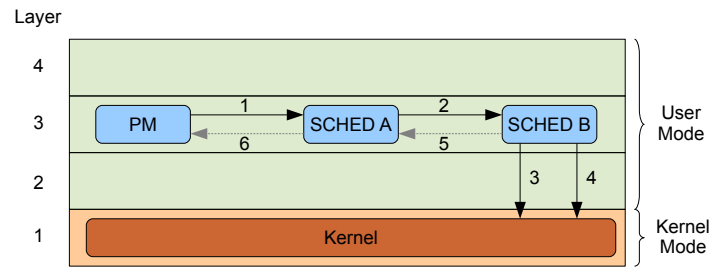 Layer
4
3
2
1
PM
1
6
SCHED A
2
5
SCHED B
3
4
Kernel
User
Mode
Kernel
Mode